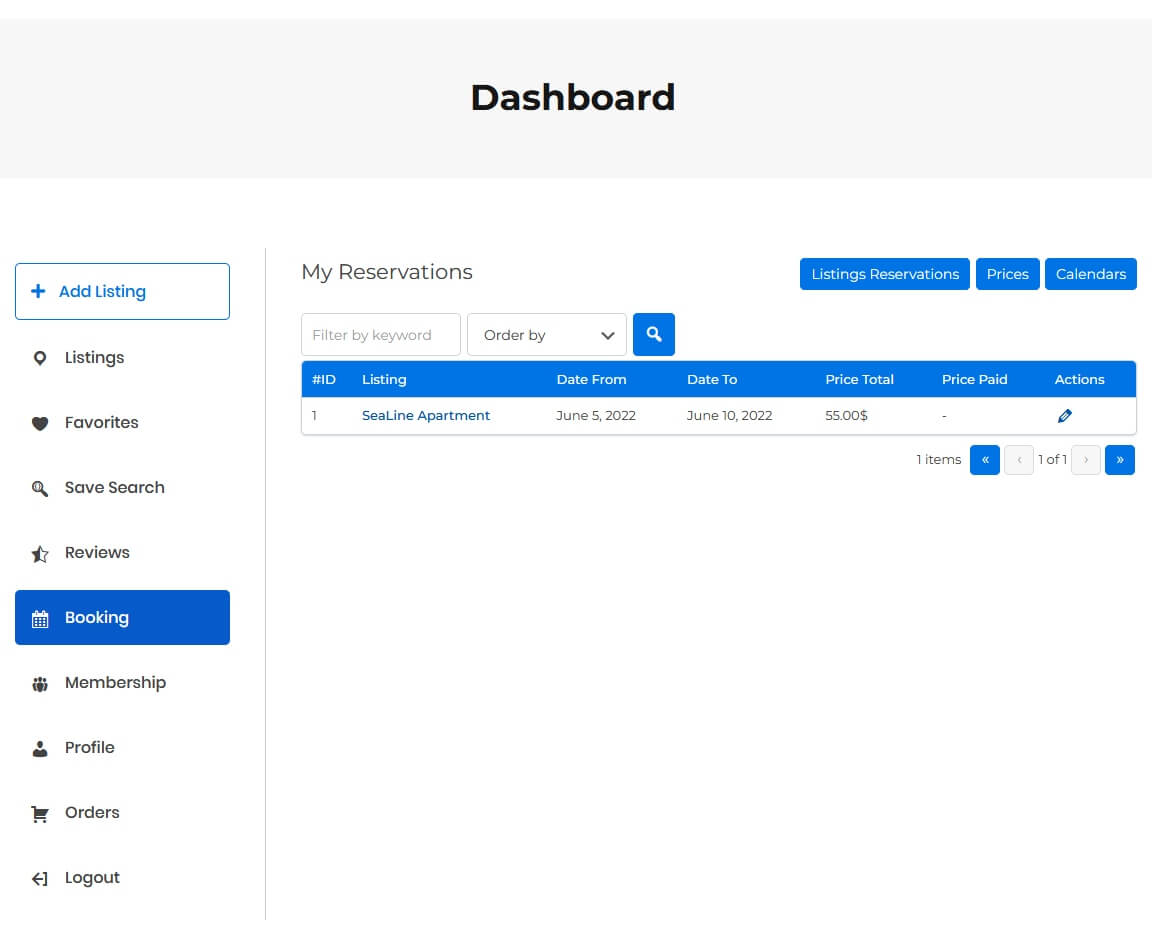 Dashboard
Add Listing
Listings
Favorites
Save Search
Reviews
Booking
Membership
Profile
Orders
Logout
My Reservations
Listings Reservations Prices Calendars
Filter by keyword Order by
#ID Listing Date From Date To Price Total Price Paid Actions
1 SeaLine Apartment June 5, 2022 June 10, 2022 55.00$ -
1 items « ‹ 1 of 1 › »